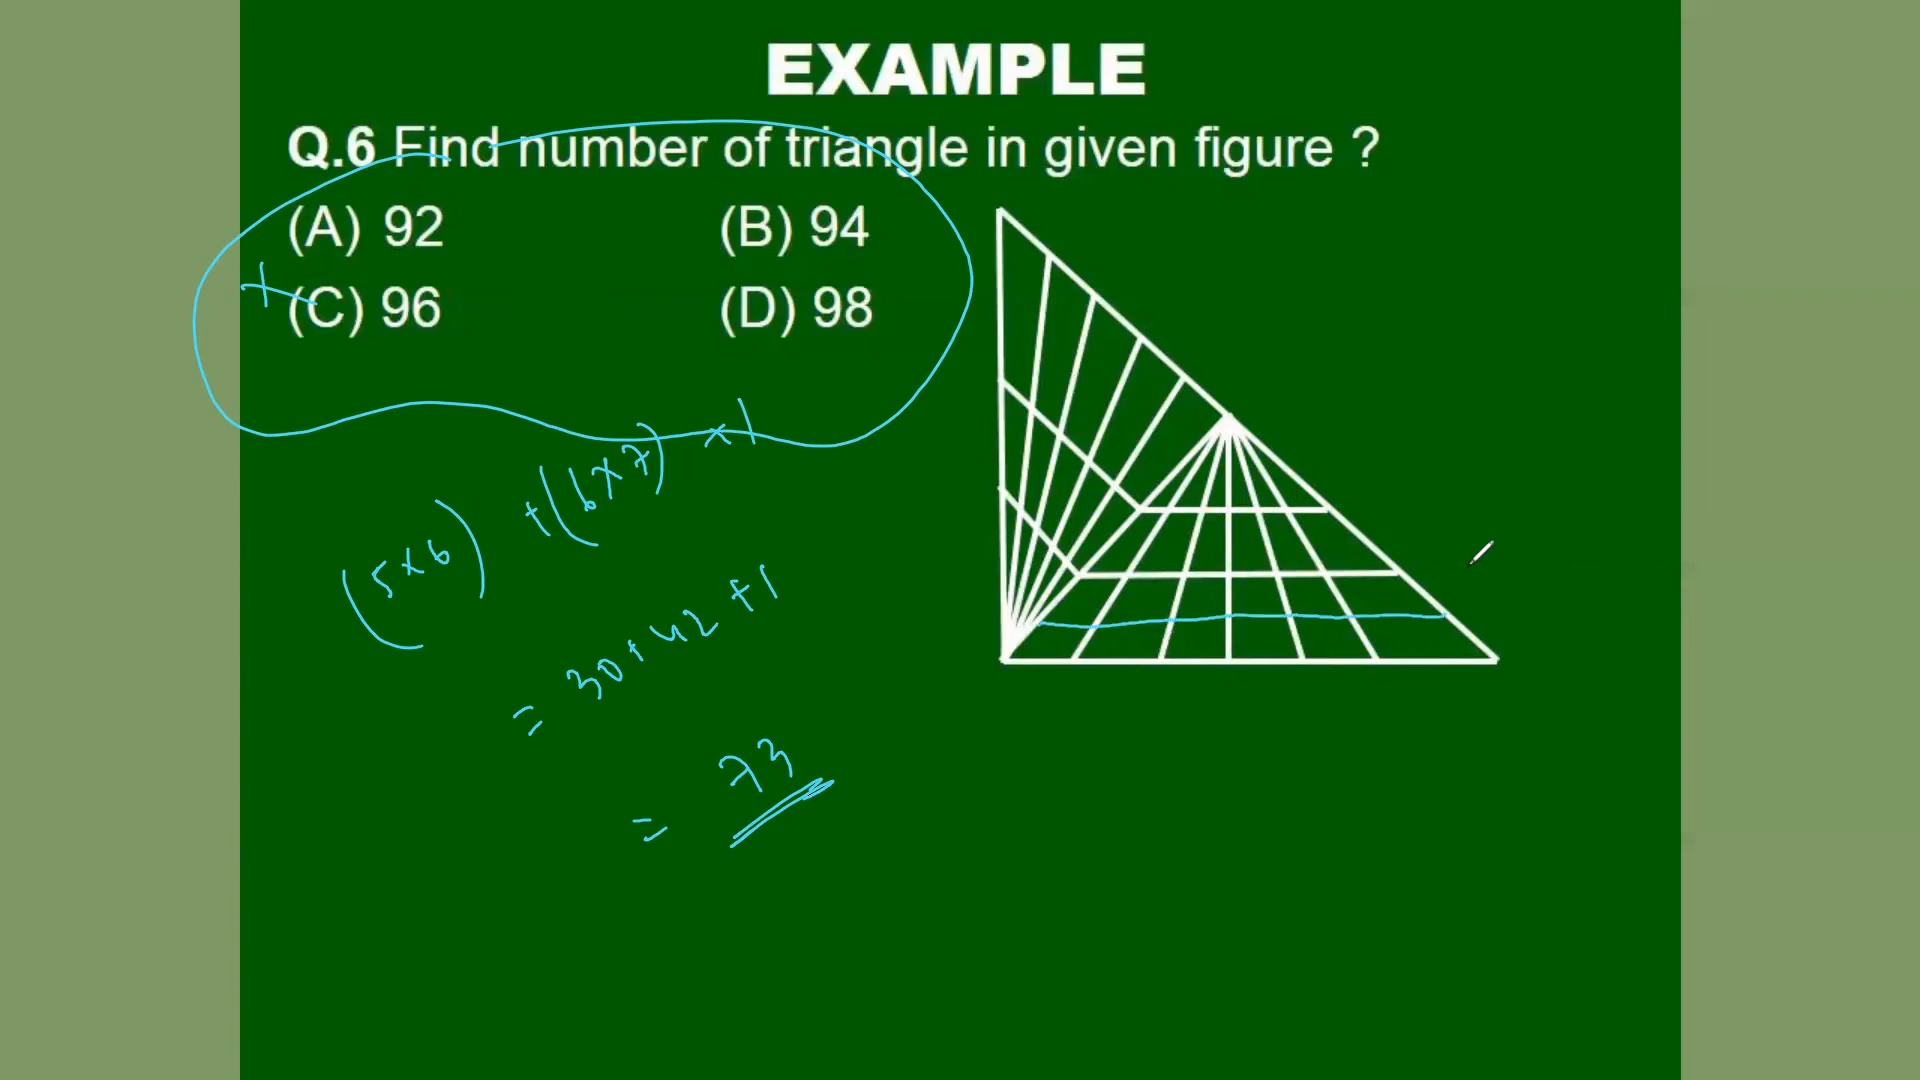 EXAMPLE
Q.6 Find number of triangle in given figure ?
(A) 92 (B) 94
(C) 96 (D) 98
(5×6) + (6×7) × 1
= 30 + 42 + 1
= 73